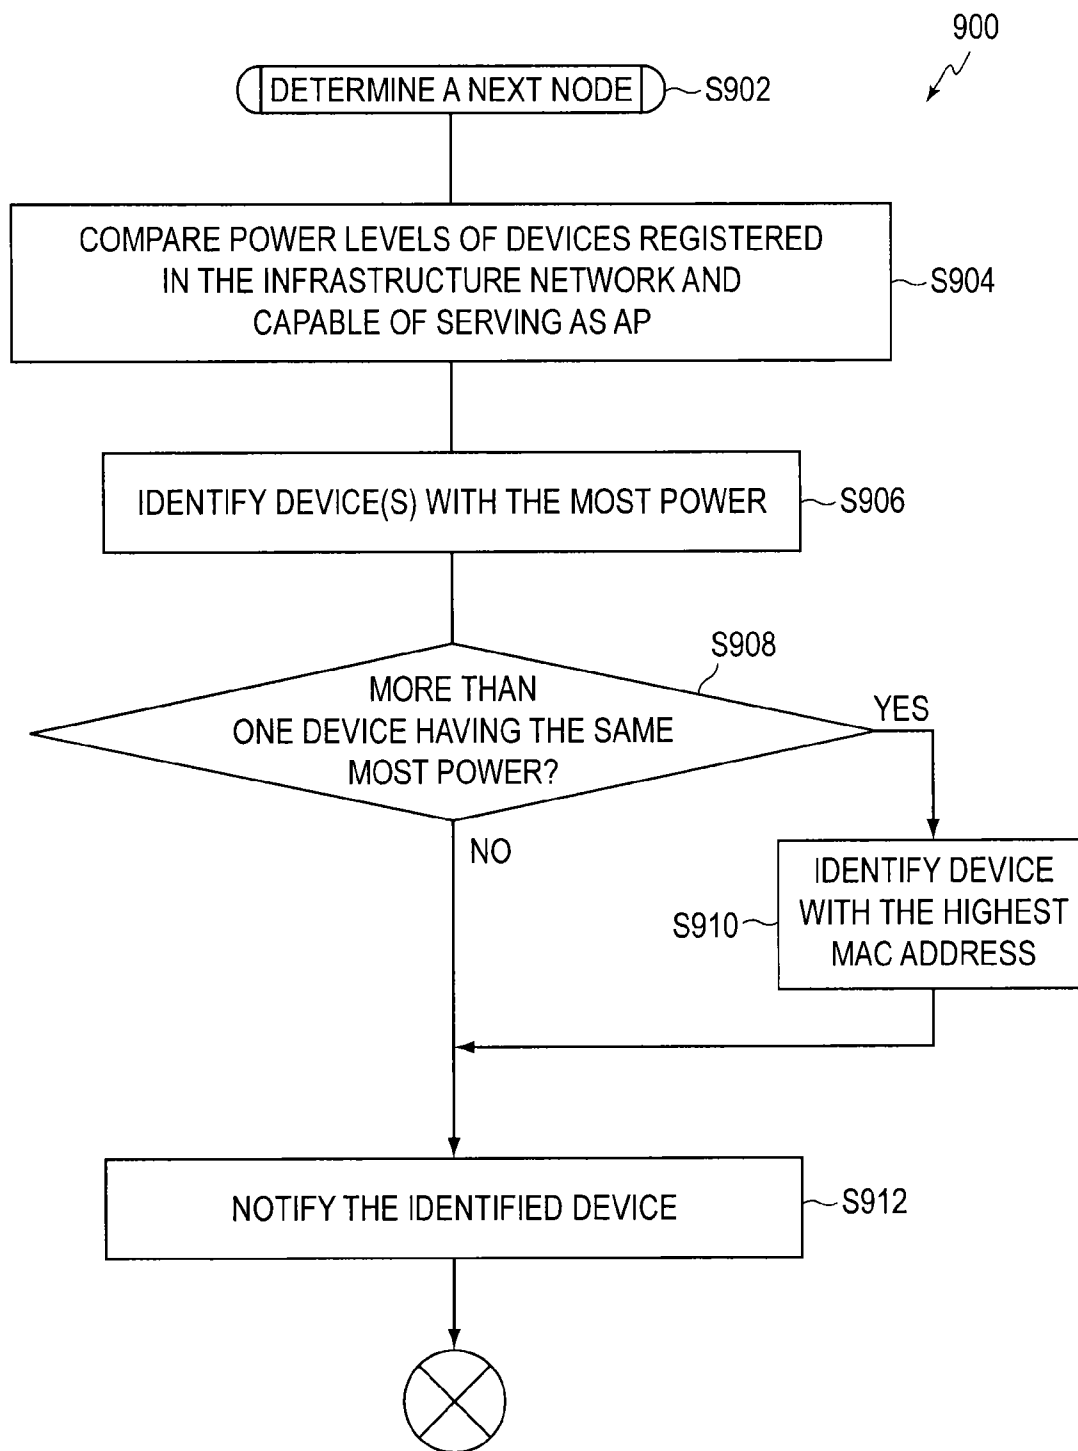 900
DETERMINE A NEXT NODE
S902
COMPARE POWER LEVELS OF DEVICES REGISTERED
IN THE INFRASTRUCTURE NETWORK AND
CAPABLE OF SERVING AS AP
S904
IDENTIFY DEVICE(S) WITH THE MOST POWER
S906
S908
MORE THAN
ONE DEVICE HAVING THE SAME
MOST POWER?
YES
NO
IDENTIFY DEVICE
WITH THE HIGHEST
MAC ADDRESS
S910
NOTIFY THE IDENTIFIED DEVICE
S912